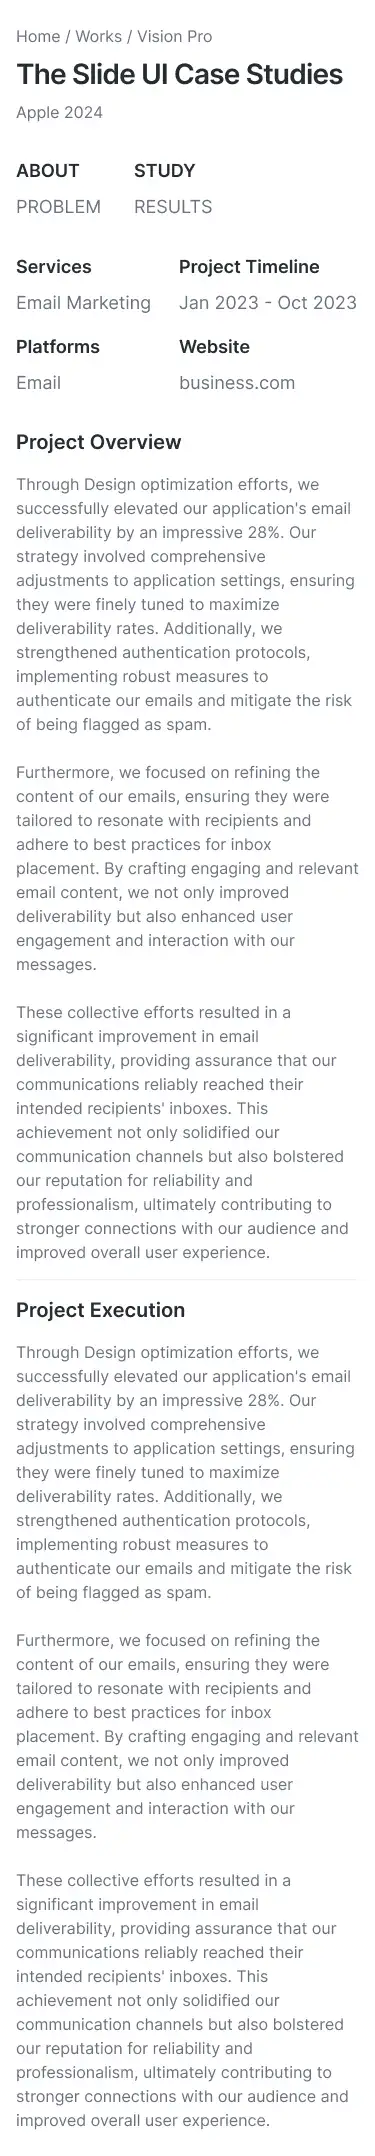 Home / Works / Vision Pro
The Slide UI Case Studies
Apple 2024
ABOUT STUDY
PROBLEM RESULTS
Services Project Timeline
Email Marketing Jan 2023 - Oct 2023
Platforms Website
Email business.com
Project Overview
Through Design optimization efforts, we
successfully elevated our application's email
deliverability by an impressive 28%. Our
strategy involved comprehensive
adjustments to application settings, ensuring
they were finely tuned to maximize
deliverability rates. Additionally, we
strengthened authentication protocols,
implementing robust measures to
authenticate our emails and mitigate the risk
of being flagged as spam.
Furthermore, we focused on refining the
content of our emails, ensuring they were
tailored to resonate with recipients and
adhere to best practices for inbox
placement. By crafting engaging and relevant
email content, we not only improved
deliverability but also enhanced user
engagement and interaction with our
messages.
These collective efforts resulted in a
significant improvement in email
deliverability, providing assurance that our
communications reliably reached their
intended recipients' inboxes. This
achievement not only solidified our
communication channels but also bolstered
our reputation for reliability and
professionalism, ultimately contributing to
stronger connections with our audience and
improved overall user experience.
Project Execution
Through Design optimization efforts, we
successfully elevated our application's email
deliverability by an impressive 28%. Our
strategy involved comprehensive
adjustments to application settings, ensuring
they were finely tuned to maximize
deliverability rates. Additionally, we
strengthened authentication protocols,
implementing robust measures to
authenticate our emails and mitigate the risk
of being flagged as spam.
Furthermore, we focused on refining the
content of our emails, ensuring they were
tailored to resonate with recipients and
adhere to best practices for inbox
placement. By crafting engaging and relevant
email content, we not only improved
deliverability but also enhanced user
engagement and interaction with our
messages.
These collective efforts resulted in a
significant improvement in email
deliverability, providing assurance that our
communications reliably reached their
intended recipients' inboxes. This
achievement not only solidified our
communication channels but also bolstered
our reputation for reliability and
professionalism, ultimately contributing to
stronger connections with our audience and
improved overall user experience.